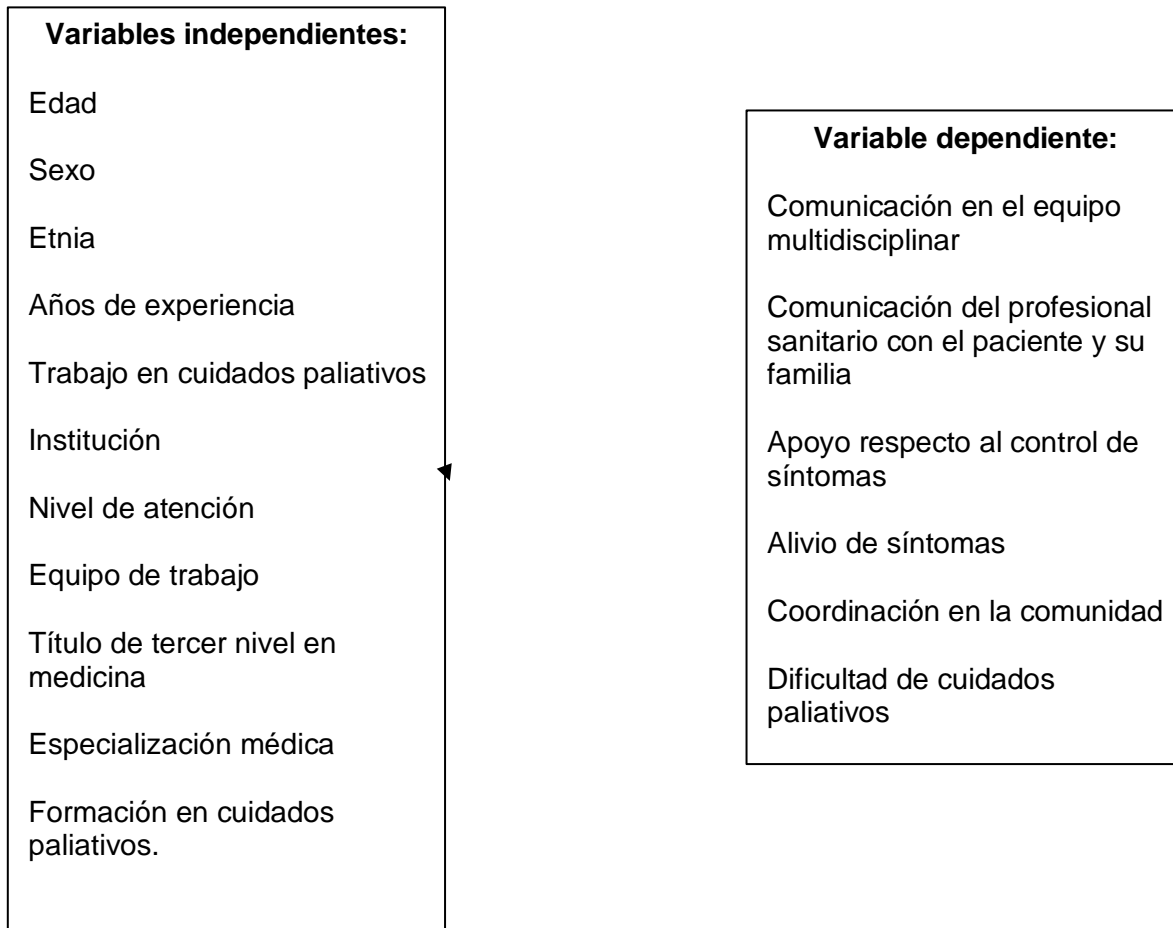 Variables independientes:
Edad
Sexo
Etnia
Años de experiencia
Trabajo en cuidados paliativos
Institución
Nivel de atención
Equipo de trabajo
Título de tercer nivel en
medicina
Especialización médica
Formación en cuidados
paliativos.
Variable dependiente:
Comunicación en el equipo
multidisciplinar
Comunicación del profesional
sanitario con el paciente y su
familia
Apoyo respecto al control de
síntomas
Alivio de síntomas
Coordinación en la comunidad
Dificultad de cuidados
paliativos